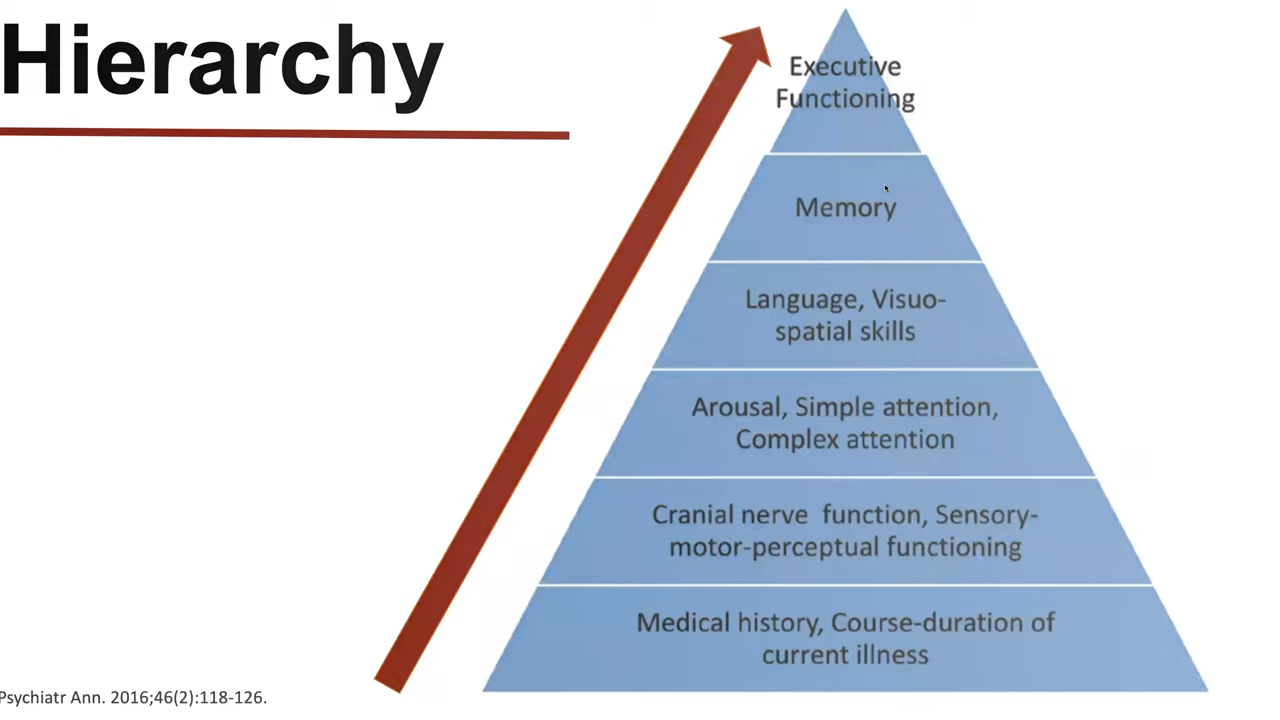 Hierarchy
Executive
Functioning
Memory
Language, Visuo-
spatial skills
Arousal, Simple attention,
Complex attention
Cranial nerve  function, Sensory-
motor-perceptual functioning
Medical history, Course-duration of
current illness
Psychiatr Ann. 2016;46(2):118-126.